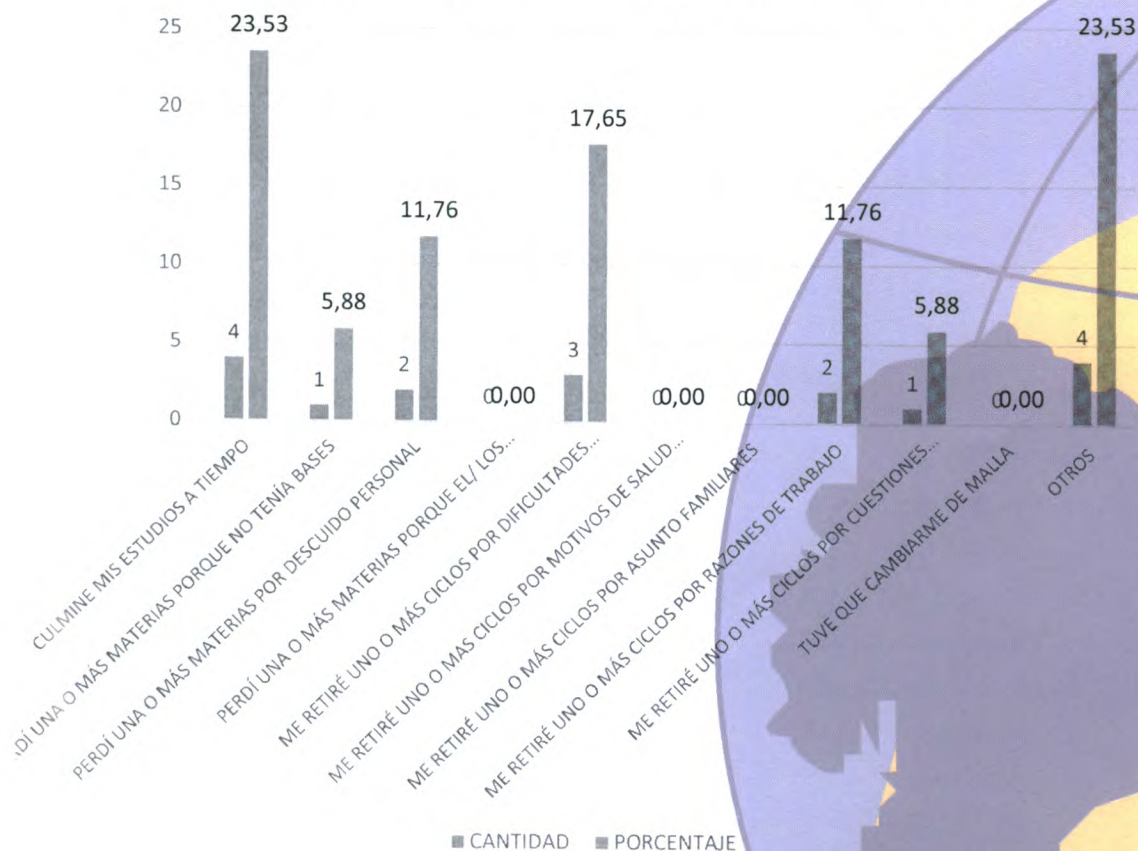 25
23,53
23,53
20
17,65
15
11,76
11,76
10
5,88
5,88
5
4
1
2
3
2
1
4
0
0
0,00
0
0,00
0
0,00
0
0,00
CULMINE MIS ESTUDIOS A TIEMPO
UNA O MÁS MATERIAS PORQUE NO TENÍA BASES
PERDÍ UNA O MÁS MATERIAS POR DESCUIDO PERSONAL
PERDÍ UNA O MÁS MATERIAS PORQUE EL/ LOS...
ME RETIRÉ UNO O MÁS CICLOS POR DIFICULTADES...
ME RETIRÉ UNO O MAS CICLOS POR MOTIVOS DE SALUD...
ME RETIRÉ UNO O MÁS CICLOS POR ASUNTO FAMILIARES
ME RETIRÉ UNO O MÁS CICLOS POR RAZONES DE TRABAJO
ME RETIRÉ UNO O MÁS CICLOS POR CUESTIONES...
TUVE QUE CAMBIARME DE MALLA
OTROS
CANTIDAD PORCENTAJE